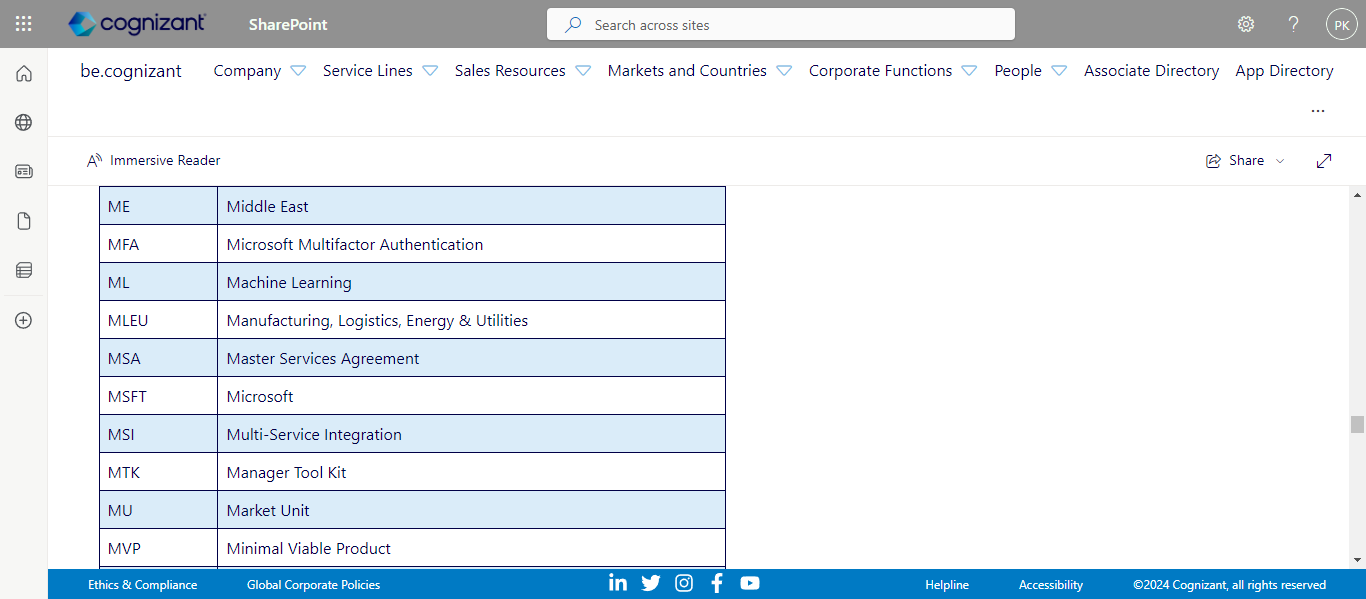 cognizant SharePoint Search across sites ? PK
be.cognizant Company Service Lines Sales Resources Markets and Countries Corporate Functions People Associate Directory App Directory
...
Immersive Reader Share
ME Middle East
MFA Microsoft Multifactor Authentication
ML Machine Learning
MLEU Manufacturing, Logistics, Energy & Utilities
MSA Master Services Agreement
MSFT Microsoft
MSI Multi-Service Integration
MTK Manager Tool Kit
MU Market Unit
MVP Minimal Viable Product
Ethics & Compliance Global Corporate Policies Helpline Accessibility ©2024 Cognizant, all rights reserved